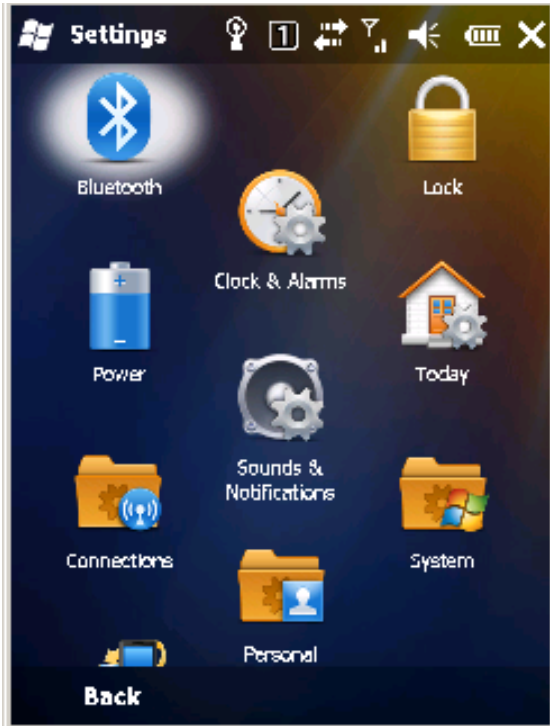 Settings
1
Bluetooth
Lock
Clock & Alarms
Power
Today
Sounds &
Notifications
Connections
System
Personal
Back